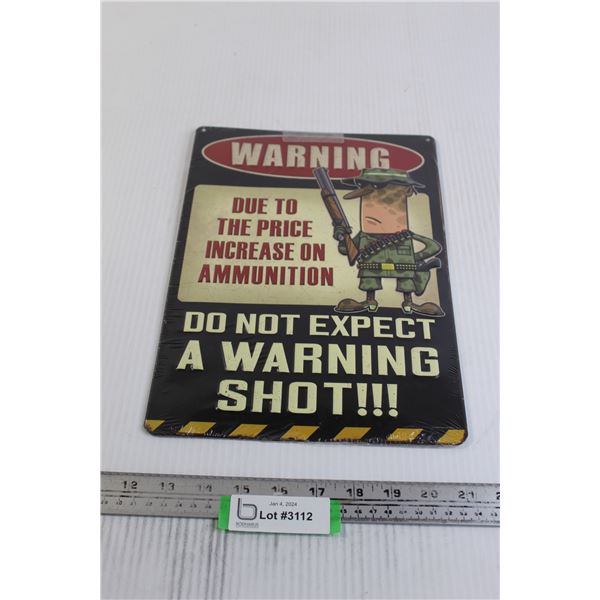 WARNING
DUE TO
THE PRICE
INCREASE ON
AMMUNITION
DO NOT EXPECT
A WARNING
SHOT!!!
12 13 14 15 16 17 18 19 20 21
Jan 4, 2024
Lot #3112